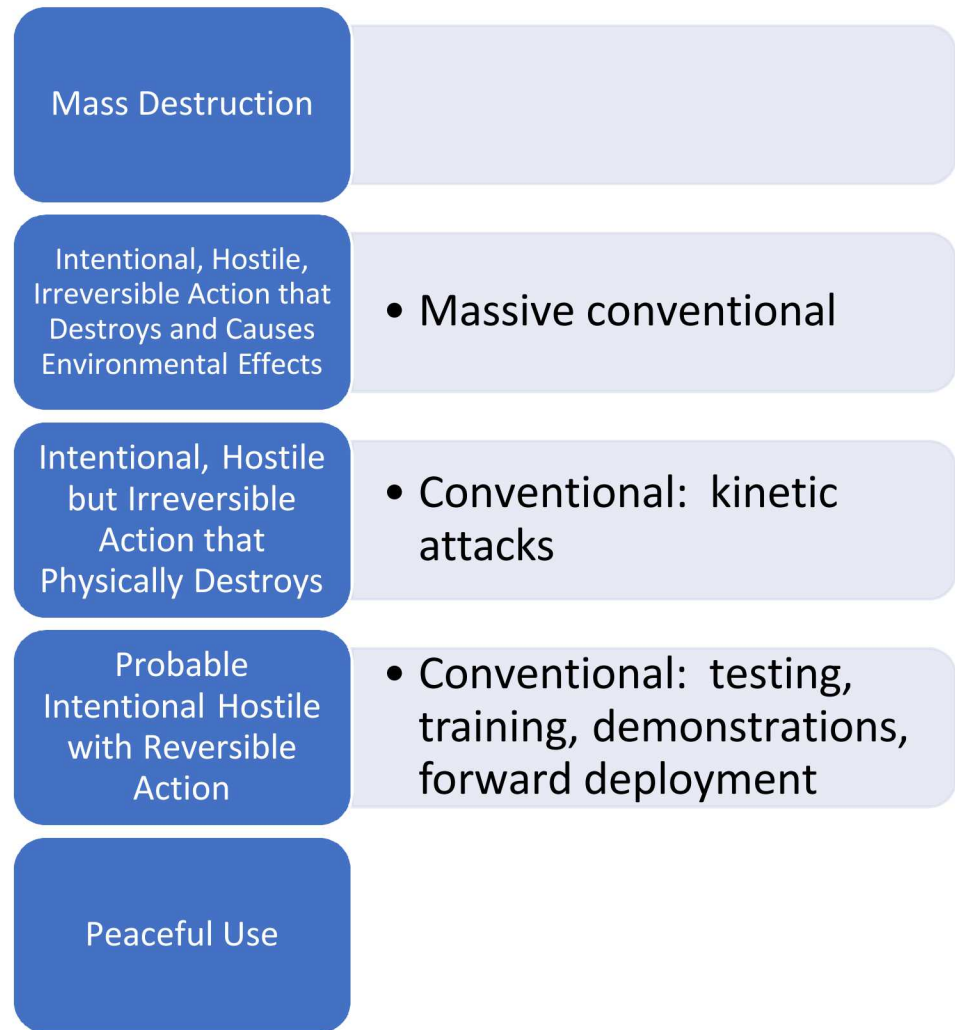 Mass Destruction
Intentional, Hostile,
Irreversible Action that
Destroys and Causes
Environmental Effects
• Massive conventional
Intentional, Hostile
but Irreversible
Action that
Physically Destroys
• Conventional: kinetic
attacks
Probable
Intentional Hostile
with Reversible
Action
• Conventional: testing,
training, demonstrations,
forward deployment
Peaceful Use